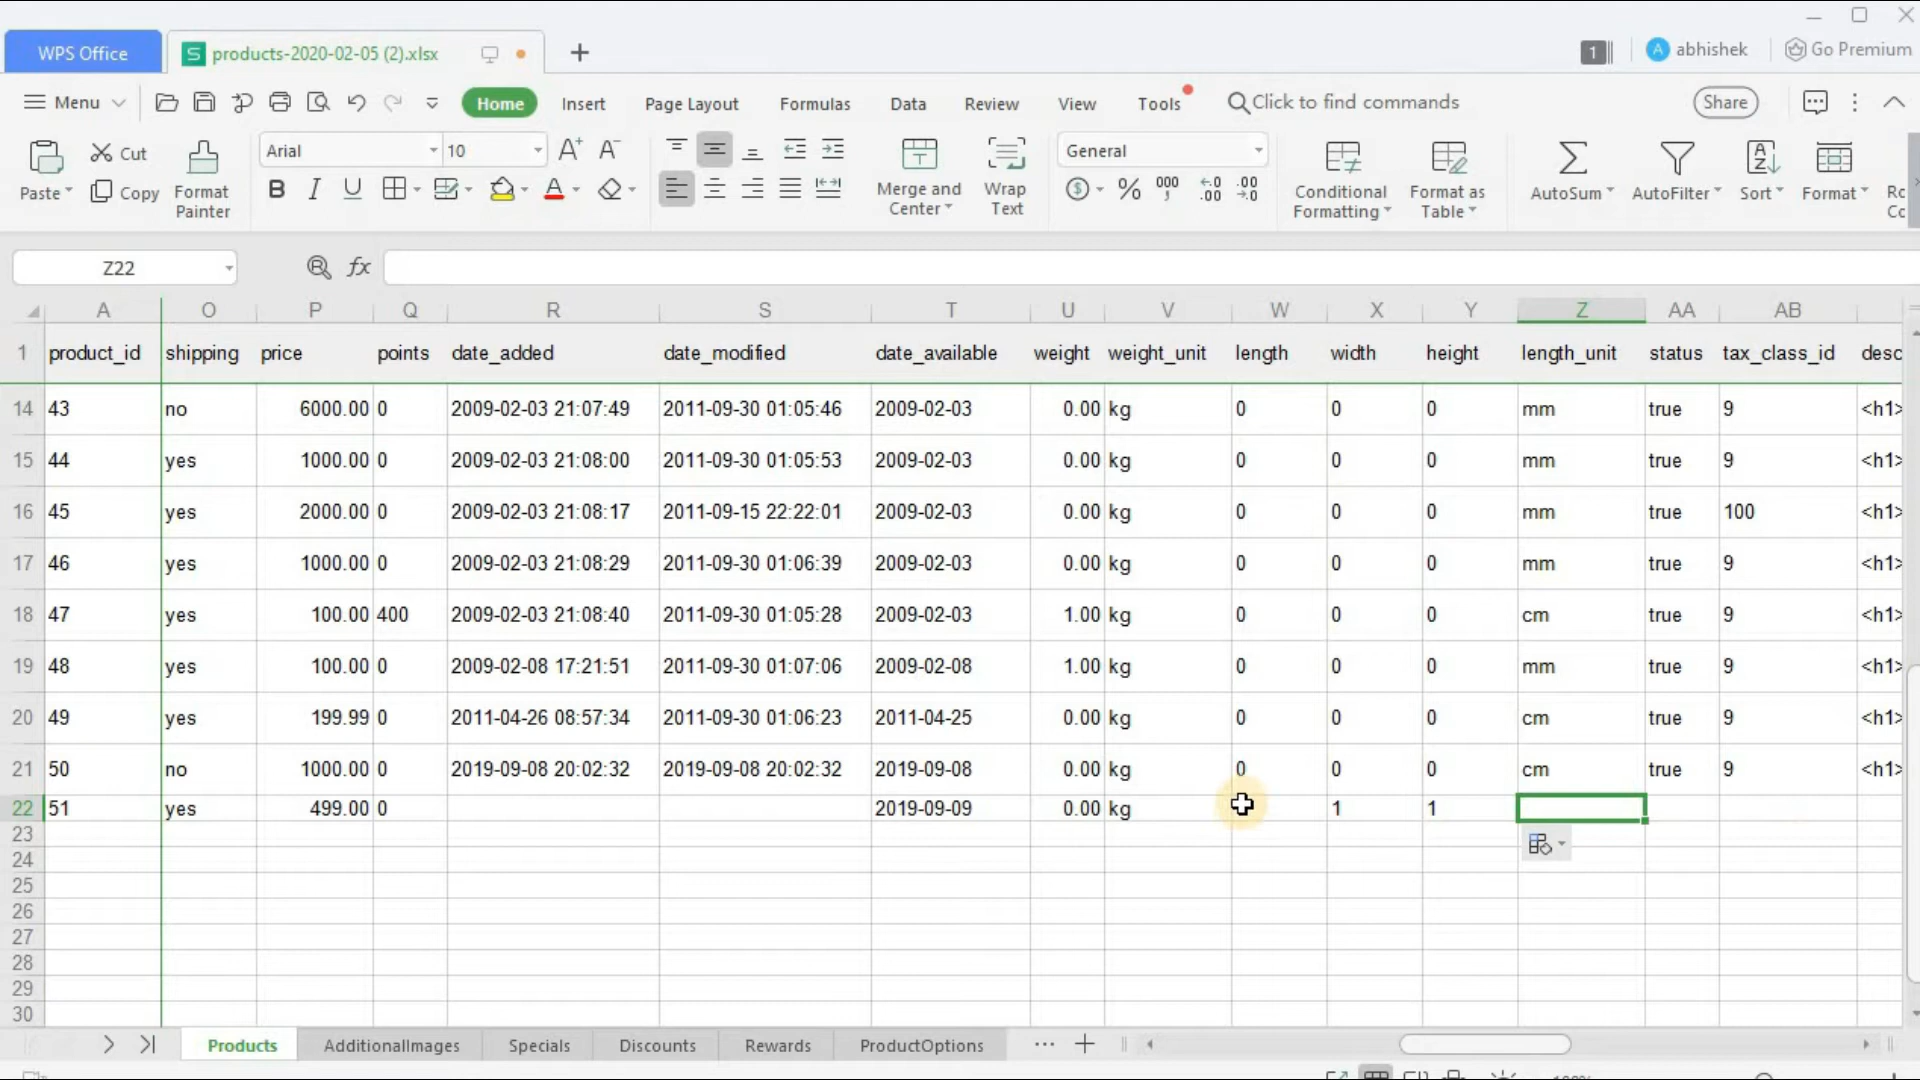 WPS Office
S products-2020-02-05 (2).xlsx
1
A abhishek
Go Premium
Menu
Home Insert Page Layout Formulas Data Review View Tools
Click to find commands
Share
Paste
Cut
Copy
Format Painter
Arial
10
B I U
Merge and Center
Wrap Text
General
Conditional Formatting
Format as Table
AutoSum
AutoFilter
Sort
Format
Z22
fx
A O P Q R S T U V W X Y Z AA AB
1 product_id shipping price points date_added date_modified date_available weight weight_unit length width height length_unit status tax_class_id desc
14 43 no 6000.00 0 2009-02-03 21:07:49 2011-09-30 01:05:46 2009-02-03 0.00 kg 0 0 0 mm true 9 <h1>
15 44 yes 1000.00 0 2009-02-03 21:08:00 2011-09-30 01:05:53 2009-02-03 0.00 kg 0 0 0 mm true 9 <h1>
16 45 yes 2000.00 0 2009-02-03 21:08:17 2011-09-15 22:22:01 2009-02-03 0.00 kg 0 0 0 mm true 100 <h1>
17 46 yes 1000.00 0 2009-02-03 21:08:29 2011-09-30 01:06:39 2009-02-03 0.00 kg 0 0 0 mm true 9 <h1>
18 47 yes 100.00 400 2009-02-03 21:08:40 2011-09-30 01:05:28 2009-02-03 1.00 kg 0 0 0 cm true 9 <h1>
19 48 yes 100.00 0 2009-02-08 17:21:51 2011-09-30 01:07:06 2009-02-08 1.00 kg 0 0 0 mm true 9 <h1>
20 49 yes 199.99 0 2011-04-26 08:57:34 2011-09-30 01:06:23 2011-04-25 0.00 kg 0 0 0 cm true 9 <h1>
21 50 no 1000.00 0 2019-09-08 20:02:32 2019-09-08 20:02:32 2019-09-08 0.00 kg 0 0 0 cm true 9 <h1>
22 51 yes 499.00 0 2019-09-09 0.00 kg 1 1
23
24
25
26
27
28
29
30
Products AdditionalImages Specials Discounts Rewards ProductOptions